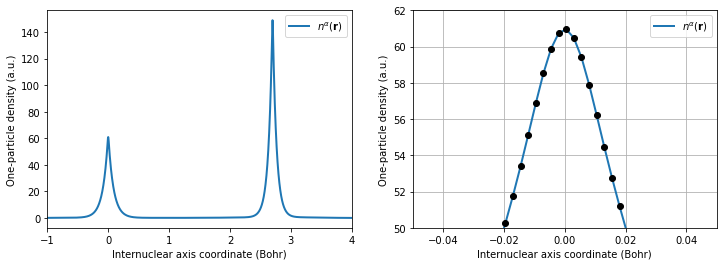 One-particle density (a.u.)
140
120
100
80
60
40
20
0
n^α(r)
-1 0 1 2 3 4
Internuclear axis coordinate (Bohr)
One-particle density (a.u.)
62
60
58
56
54
52
50
n^α(r)
−0.04 −0.02 0.00 0.02 0.04
Internuclear axis coordinate (Bohr)